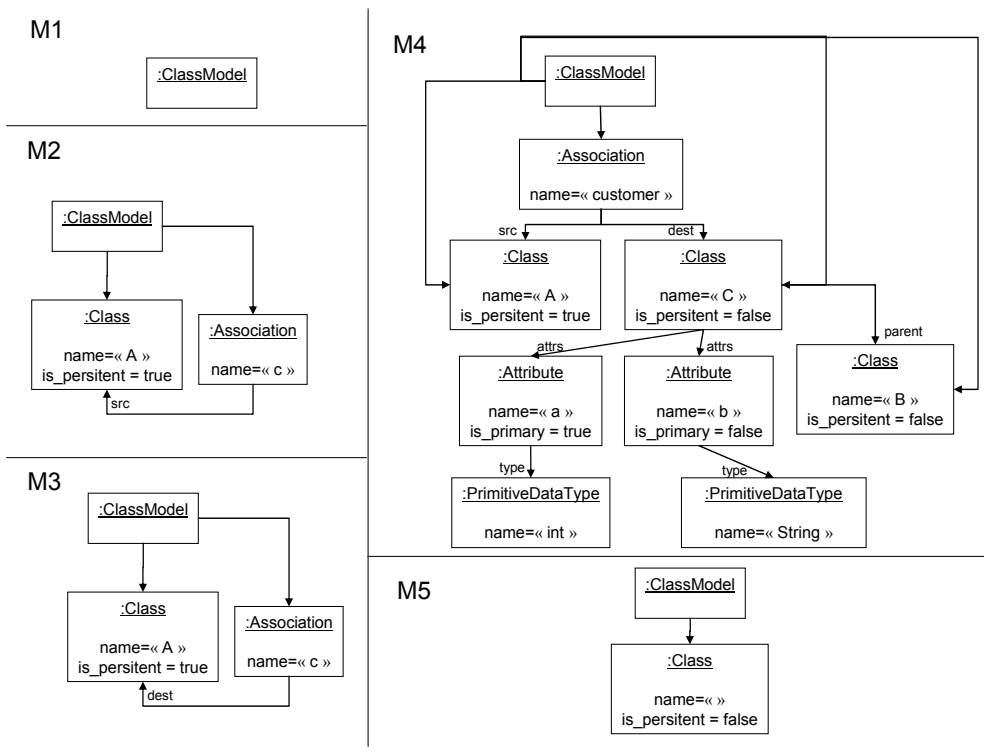 M1
:ClassModel
M2
:ClassModel
:Class
name=« A »
is_persitent = true
:Association
name=« c »
src
M3
:ClassModel
:Class
name=« A »
is_persitent = true
:Association
name=« c »
dest
M4
:ClassModel
:Association
name=« customer »
src
dest
:Class
name=« A »
is_persitent = true
:Class
name=« C »
is_persitent = false
parent
:Class
name=« B »
is_persitent = false
attrs
attrs
:Attribute
name=« a »
is_primary = true
:Attribute
name=« b »
is_primary = false
type
type
:PrimitiveDataType
name=« int »
:PrimitiveDataType
name=« String »
M5
:ClassModel
:Class
name=« »
is_persitent = false